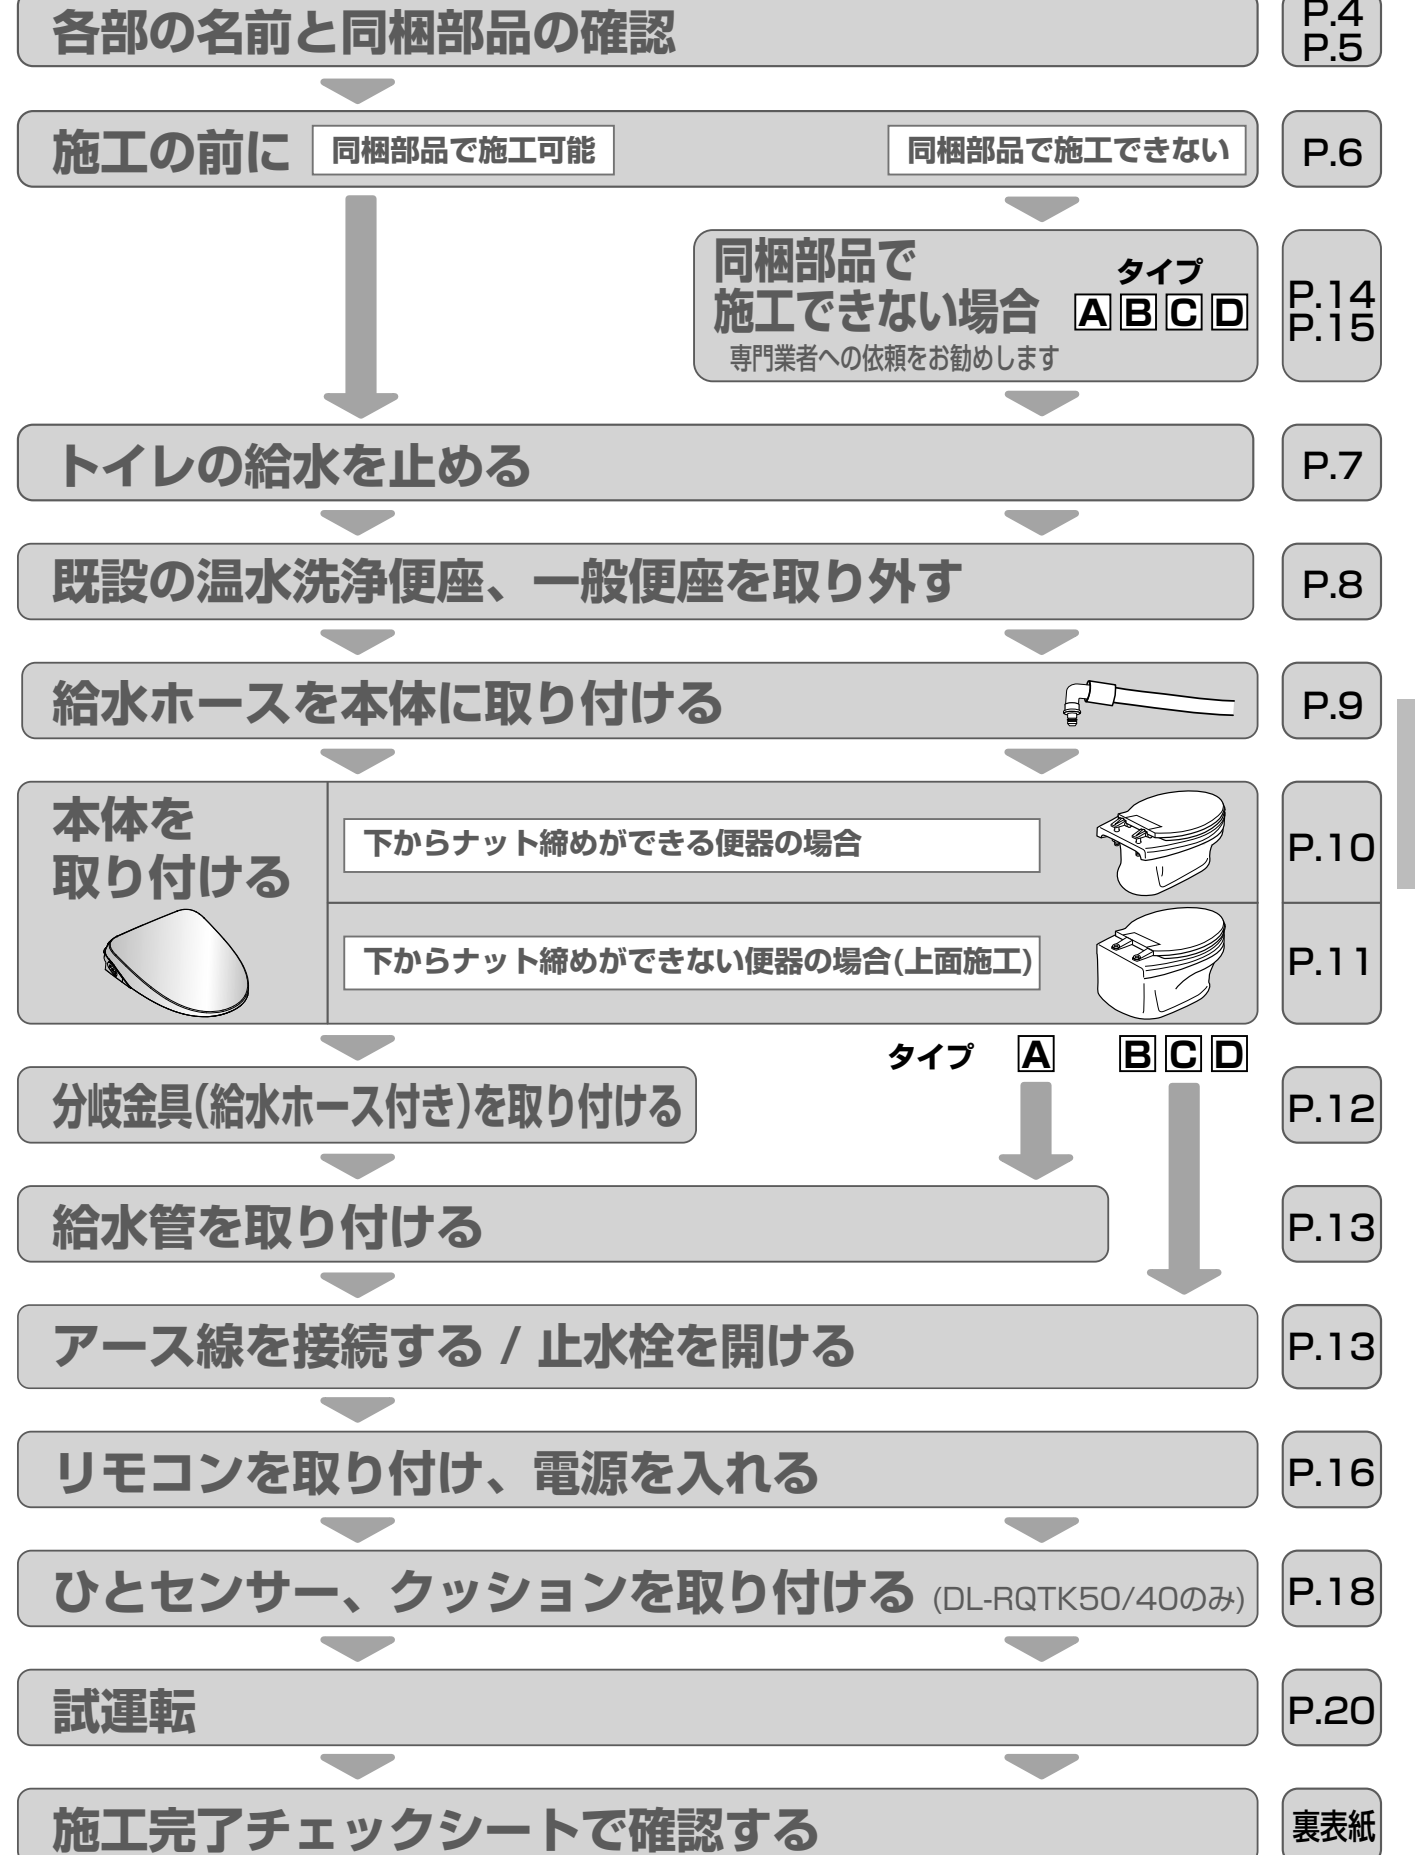 各部の名前と同梱部品の確認
P.4
P.5
施工の前に 同梱部品で施工可能 同梱部品で施工できない P.6
同梱部品で
施工できない場合
専門業者への依頼をお勧めします
タイプ
A B C D
P.14
P.15
トイレの給水を止める P.7
既設の温水洗浄便座、一般便座を取り外す P.8
給水ホースを本体に取り付ける P.9
本体を
取り付ける
下からナット締めができる便器の場合 P.10
下からナット締めができない便器の場合(上面施工) P.11
タイプ A B C D
分岐金具(給水ホース付き)を取り付ける P.12
給水管を取り付ける P.13
アース線を接続する / 止水栓を開ける P.13
リモコンを取り付け、電源を入れる P.16
ひとセンサー、クッションを取り付ける (DL-RQTK50/40のみ) P.18
試運転 P.20
施工完了チェックシートで確認する 裏表紙